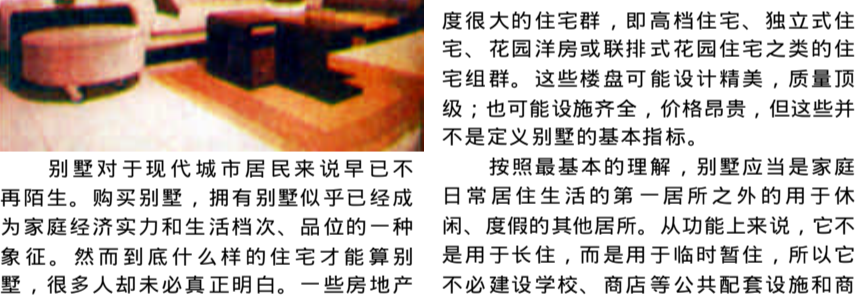 别墅对于现代城市居民来说早已不
再陌生。购买别墅，拥有别墅似乎已经成
为家庭经济实力和生活档次、品位的一种
象征。然而到底什么样的住宅才能算别
墅，很多人却未必真正明白。一些房地产
度很大的住宅群，即高档住宅、独立式住
宅、花园洋房或联排式花园住宅之类的住
宅组群。这些楼盘可能设计精美，质量顶
级；也可能设施齐全，价格昂贵，但这些并
不是定义别墅的基本指标。
按照最基本的理解，别墅应当是家庭
日常居住生活的第一居所之外的用于休
闲、度假的其他居所。从功能上来说，它不
是用于长住，而是用于临时暂住，所以它
不必建设学校、商店等公共配套设施和商